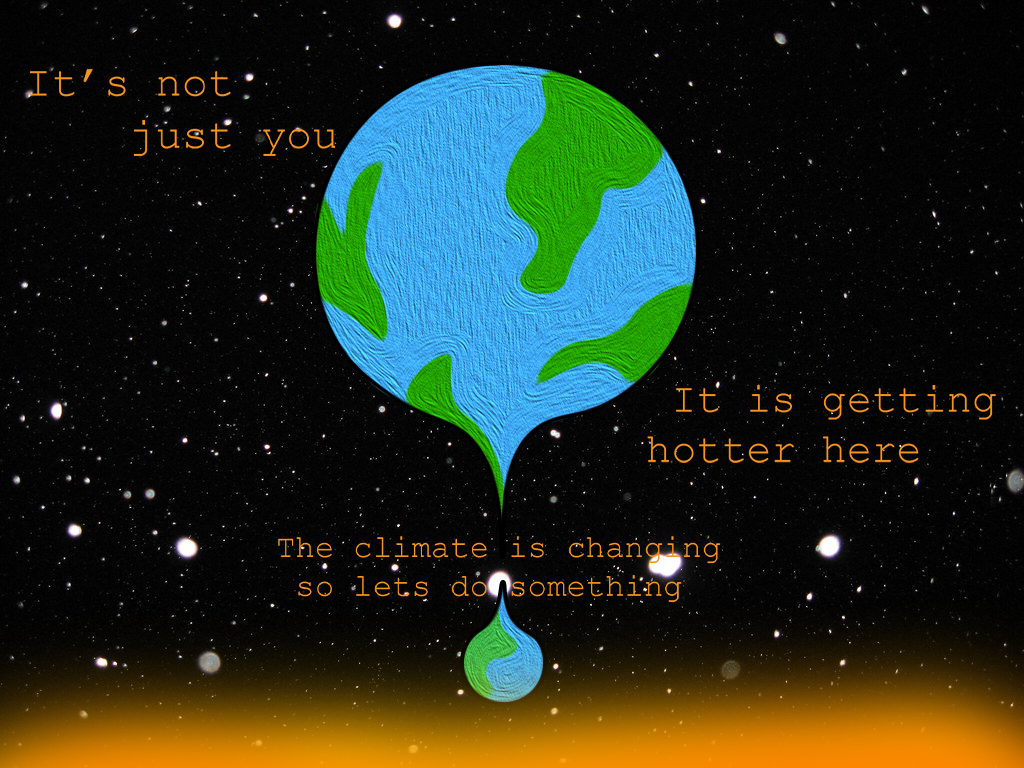 It's not
just you
It is getting
hotter here
The climate is changing
so lets do something